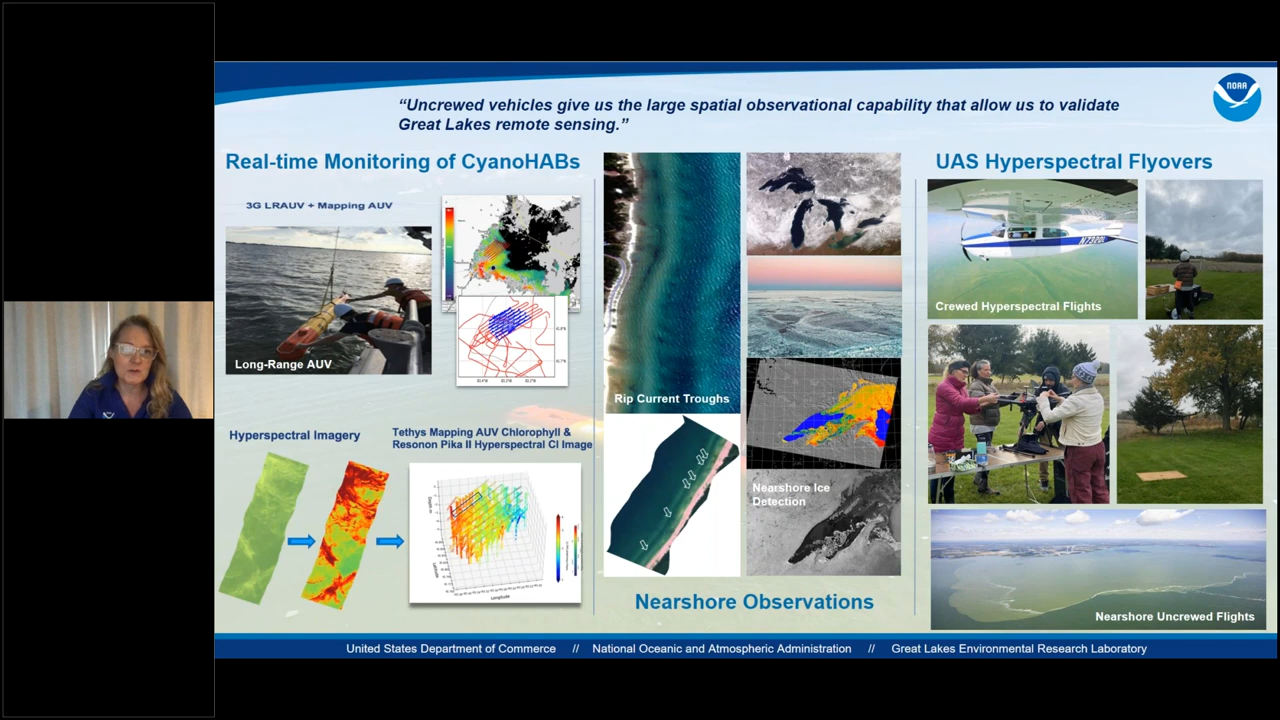 “Uncrewed vehicles give us the large spatial observational capability that allow us to validate
Great Lakes remote sensing.”
NOAA
Real-time Monitoring of CyanoHABs
3G LRAUV + Mapping AUV
Long-Range AUV
Hyperspectral Imagery
Tethys Mapping AUV Chlorophyll &
Resonon Pika II Hyperspectral CI Image
Longitude
Rip Current Troughs
Nearshore Ice
Detection
Nearshore Observations
UAS Hyperspectral Flyovers
Crewed Hyperspectral Flights
Nearshore Uncrewed Flights
United States Department of Commerce // National Oceanic and Atmospheric Administration // Great Lakes Environmental Research Laboratory